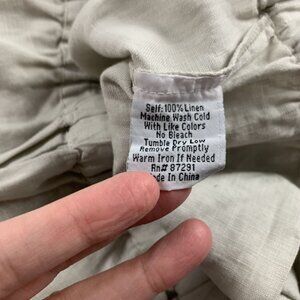 Self: 100% Linen
Machine Wash Cold
With Like Colors
No Bleach
Tumble Dry Low
Remove Promptly
Warm Iron If Needed
Rn# 87291
Made In China